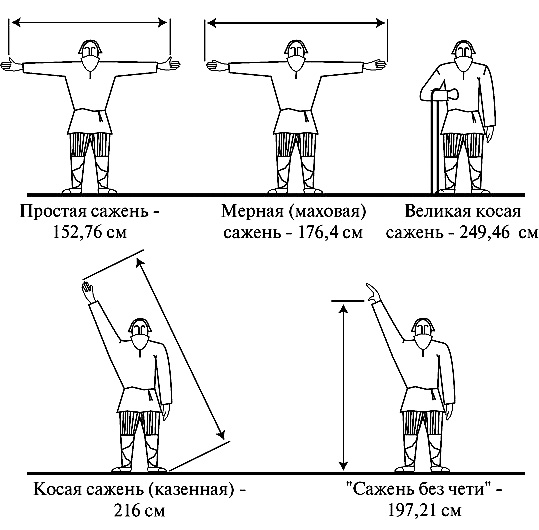 Простая сажень -
152,76 см
Мерная (маховая)
сажень - 176,4 см
Великая косая
сажень - 249,46 см
Косая сажень (казенная) -
216 см
"Сажень без чети" -
197,21 см